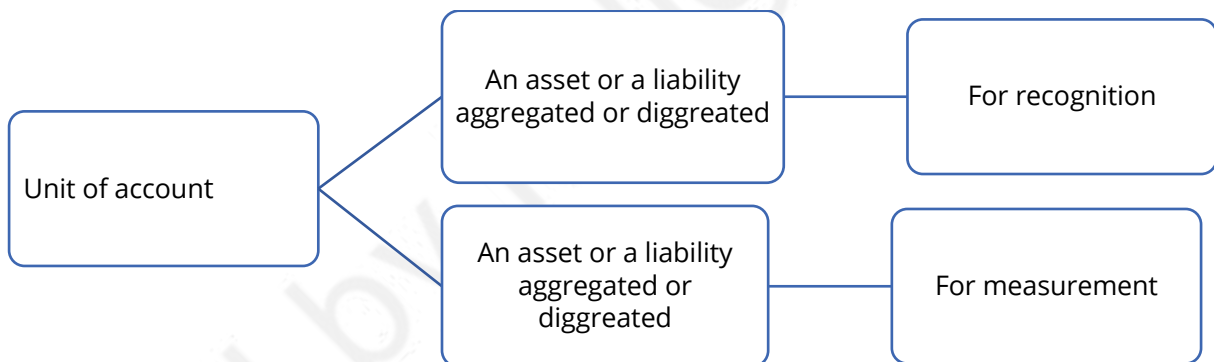 An asset or a liability
aggregated or diggreated
For recognition
Unit of account
An asset or a liability
aggregated or
diggreated
For measurement